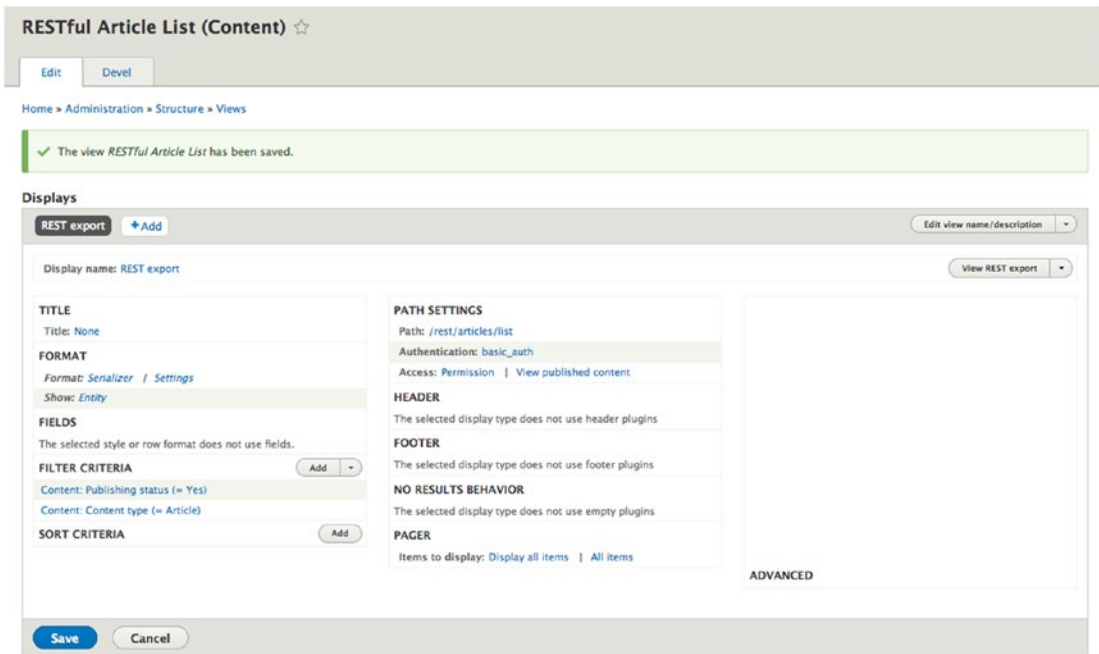 RESTful Article List (Content)
Edit Devel
Home » Administration » Structure » Views
The view RESTful Article List has been saved.
Displays
REST export +Add Edit view name/description
Display name: REST export View REST export
TITLE
Title: None
FORMAT
Format: Serializer | Settings
Show: Entity
FIELDS
The selected style or row format does not use fields.
FILTER CRITERIA Add
Content: Publishing status (= Yes)
Content: Content type (= Article)
SORT CRITERIA Add
PATH SETTINGS
Path: /rest/articles/list
Authentication: basic_auth
Access: Permission | View published content
HEADER
The selected display type does not use header plugins
FOOTER
The selected display type does not use footer plugins
NO RESULTS BEHAVIOR
The selected display type does not use empty plugins
PAGER
Items to display: Display all items | All items
ADVANCED
Save Cancel